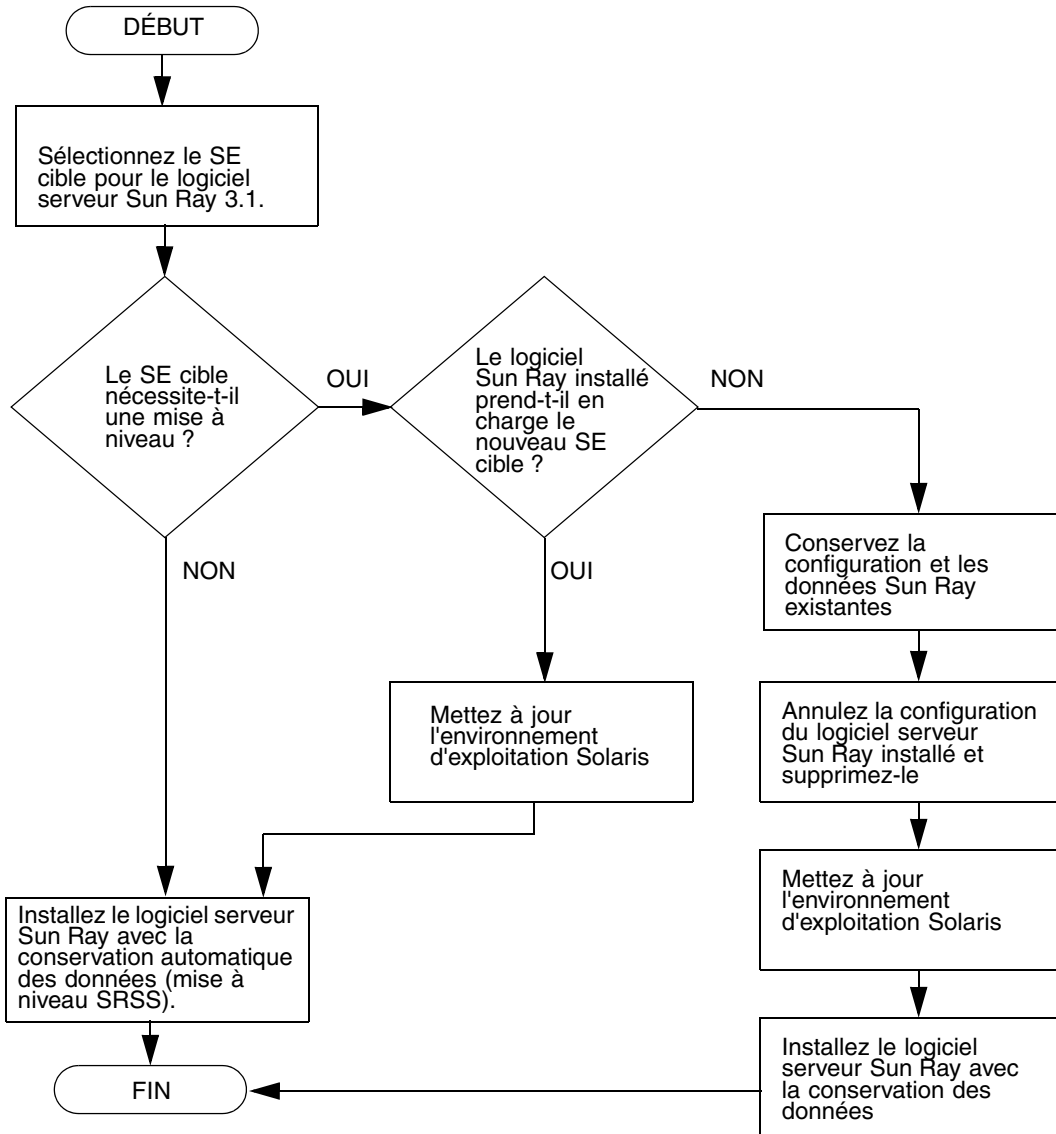 DÉBUT
Sélectionnez le SE
cible pour le logiciel
serveur Sun Ray 3.1.
Le SE cible
nécessite-t-il
une mise à
niveau ?
OUI
Le logiciel
Sun Ray installé
prend-t-il en
charge le
nouveau SE
cible ?
NON
NON
OUI
Conservez la
configuration et les
données Sun Ray
existantes
Mettez à jour
l'environnement
d'exploitation Solaris
Annulez la configuration
du logiciel serveur
Sun Ray installé et
supprimez-le
Mettez à jour
l'environnement
d'exploitation Solaris
Installez le logiciel serveur
Sun Ray avec la
conservation automatique
des données (mise à
niveau SRSS).
Installez le logiciel
serveur Sun Ray avec
la conservation des
données
FIN